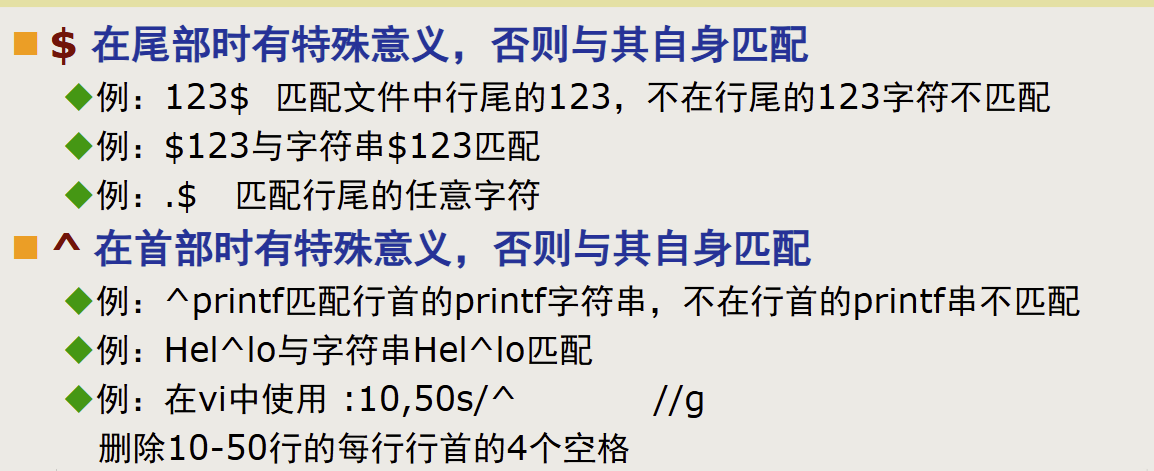 $ 在尾部时有特殊意义，否则与其自身匹配
例：123$ 匹配文件中行尾的123，不在行尾的123字符不匹配
例：$123与字符串$123匹配
例：.$ 匹配行尾的任意字符
^ 在首部时有特殊意义，否则与其自身匹配
例：^printf匹配行首的printf字符串，不在行首的printf串不匹配
例：Hel^lo与字符串Hel^lo匹配
例：在vi中使用 :10,50s/^    //g
删除10-50行的每行行首的4个空格